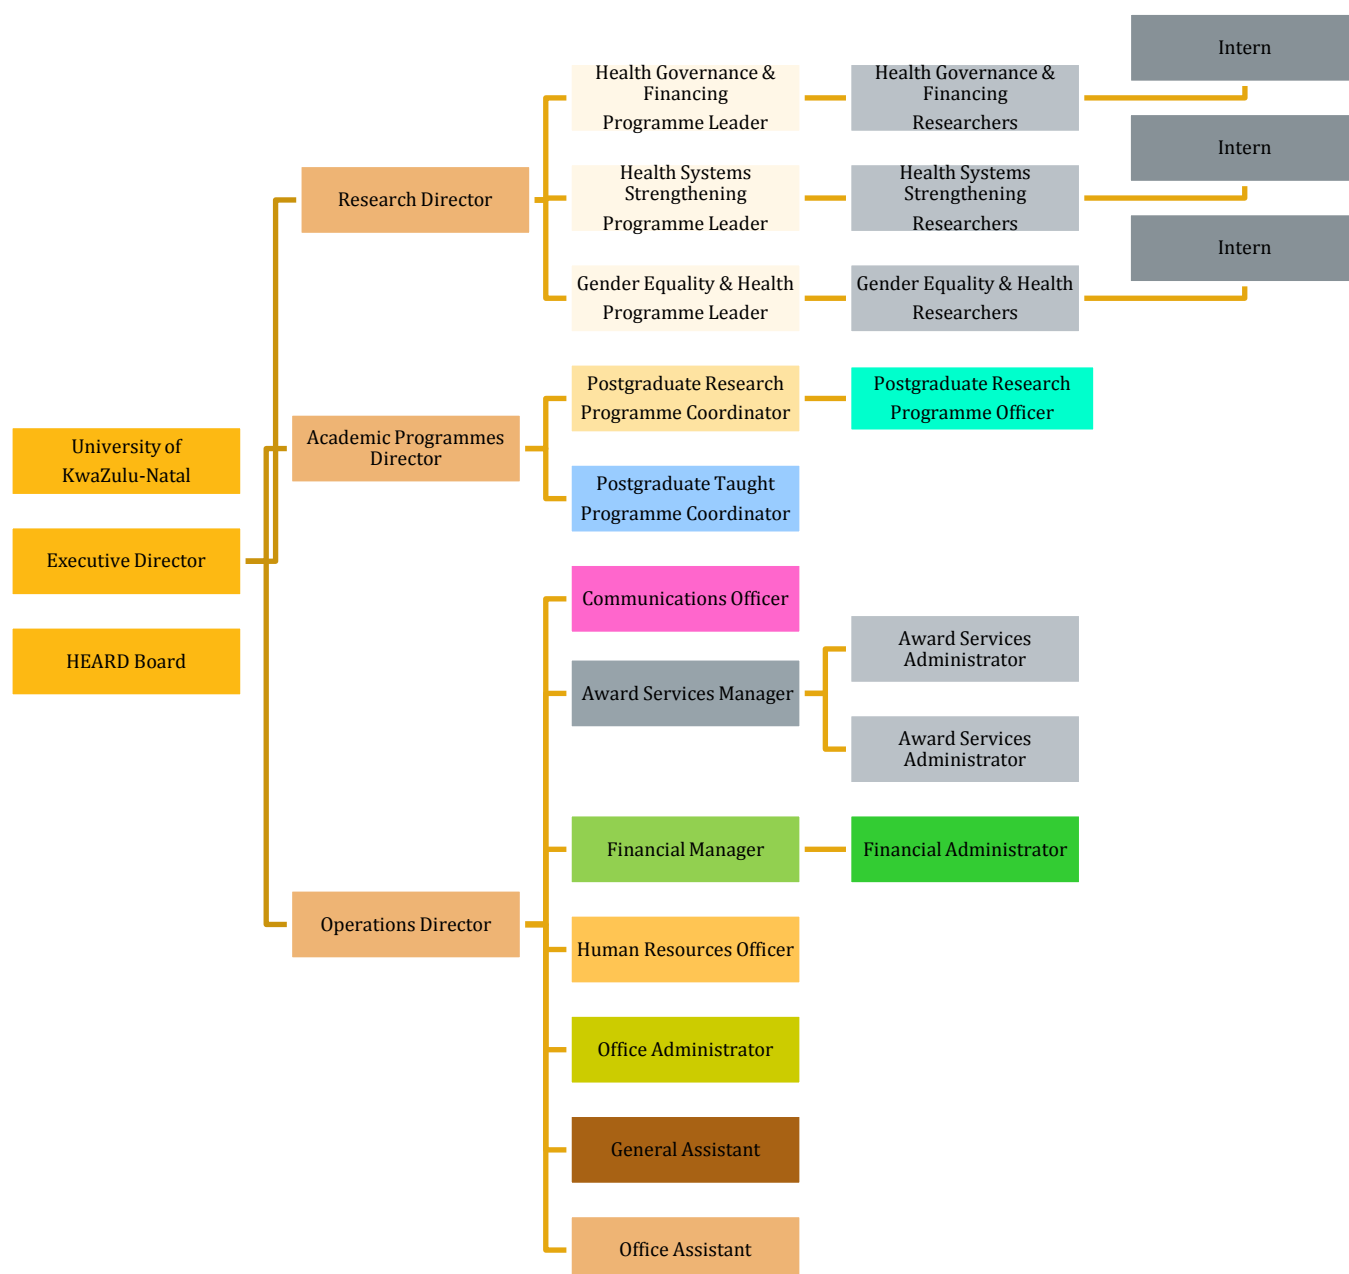 University of
KwaZulu-Natal
Executive Director
HEARD Board
Research Director
Health Governance &
Financing
Programme Leader
Health Governance &
Financing
Researchers
Intern
Health Systems
Strengthening
Programme Leader
Health Systems
Strengthening
Researchers
Intern
Gender Equality & Health
Programme Leader
Gender Equality & Health
Researchers
Intern
Academic Programmes
Director
Postgraduate Research
Programme Coordinator
Postgraduate Research
Programme Officer
Postgraduate Taught
Programme Coordinator
Operations Director
Communications Officer
Award Services Manager
Award Services
Administrator
Award Services
Administrator
Financial Manager
Financial Administrator
Human Resources Officer
Office Administrator
General Assistant
Office Assistant